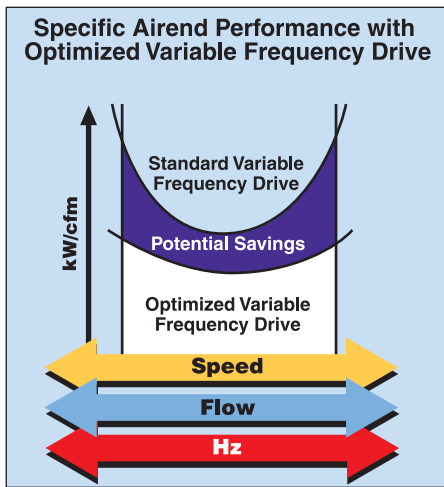 Specific Airend Performance with
Optimized Variable Frequency Drive
kW/cfm
Standard Variable
Frequency Drive
Potential Savings
Optimized Variable
Frequency Drive
Speed
Flow
Hz